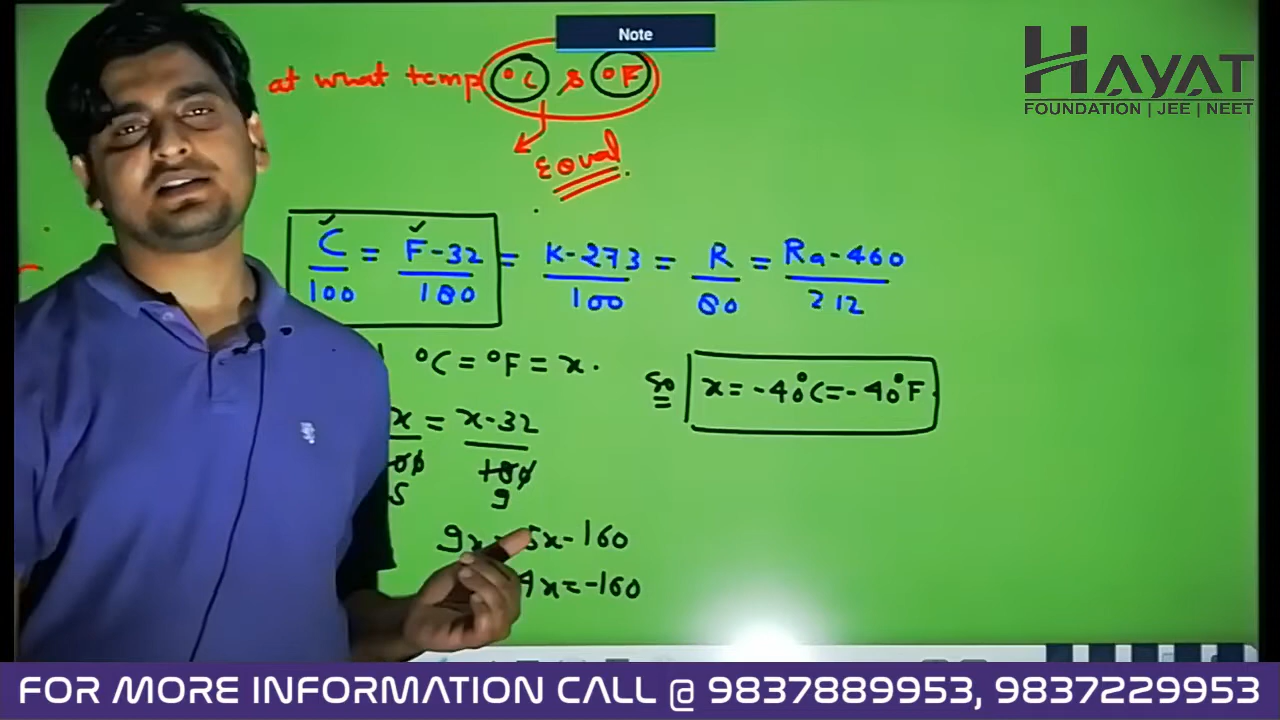 Note
at what temp °C & °F
Equal
HAYAT
FOUNDATION | JEE | NEET
C/100 = F-32/180 = K-273/100 = R/80 = Ra-460/212
°C = °F = x.
x/5 = x-32/9
so x = -40°C = -40°F.
9x = 5x-160
4x = -160
FOR MORE INFORMATION CALL @ 9837889953, 9837229953